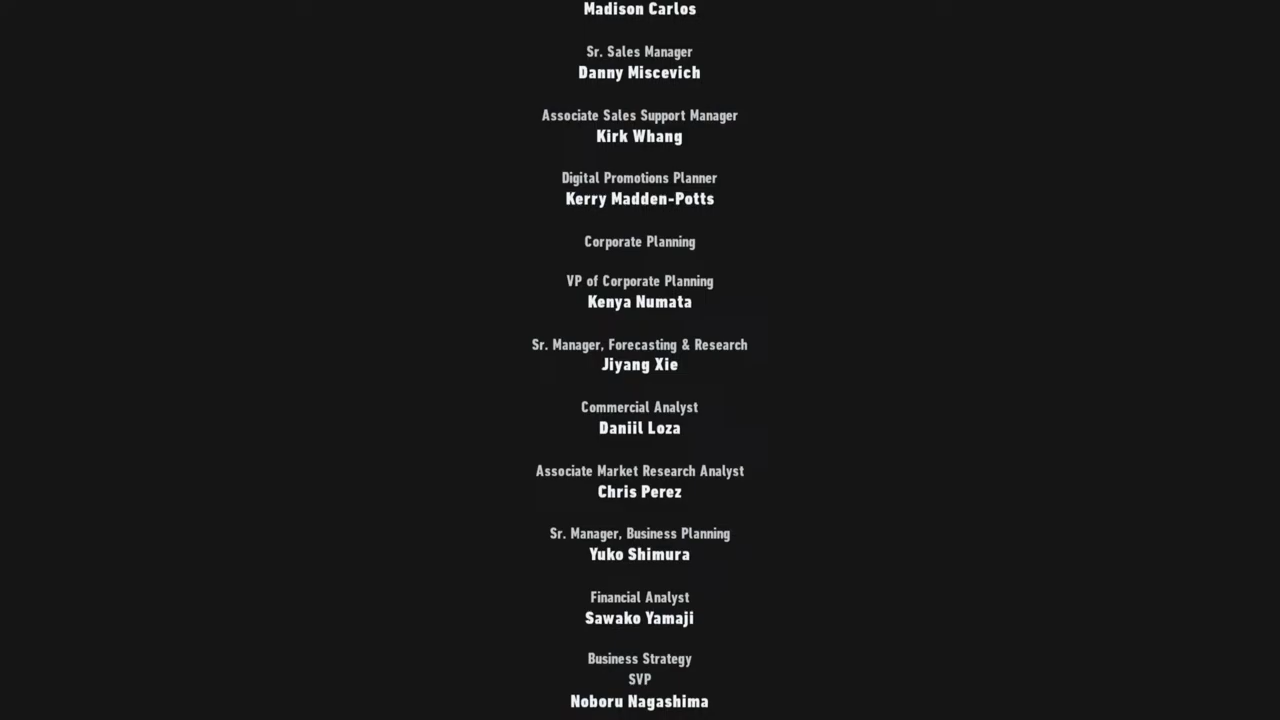 Madison Carlos
Sr. Sales Manager
Danny Miscevich
Associate Sales Support Manager
Kirk Whang
Digital Promotions Planner
Kerry Madden-Potts
Corporate Planning
VP of Corporate Planning
Kenya Numata
Sr. Manager, Forecasting & Research
Jiyang Xie
Commercial Analyst
Daniil Loza
Associate Market Research Analyst
Chris Perez
Sr. Manager, Business Planning
Yuko Shimura
Financial Analyst
Sawako Yamaji
Business Strategy
SVP
Noboru Nagashima